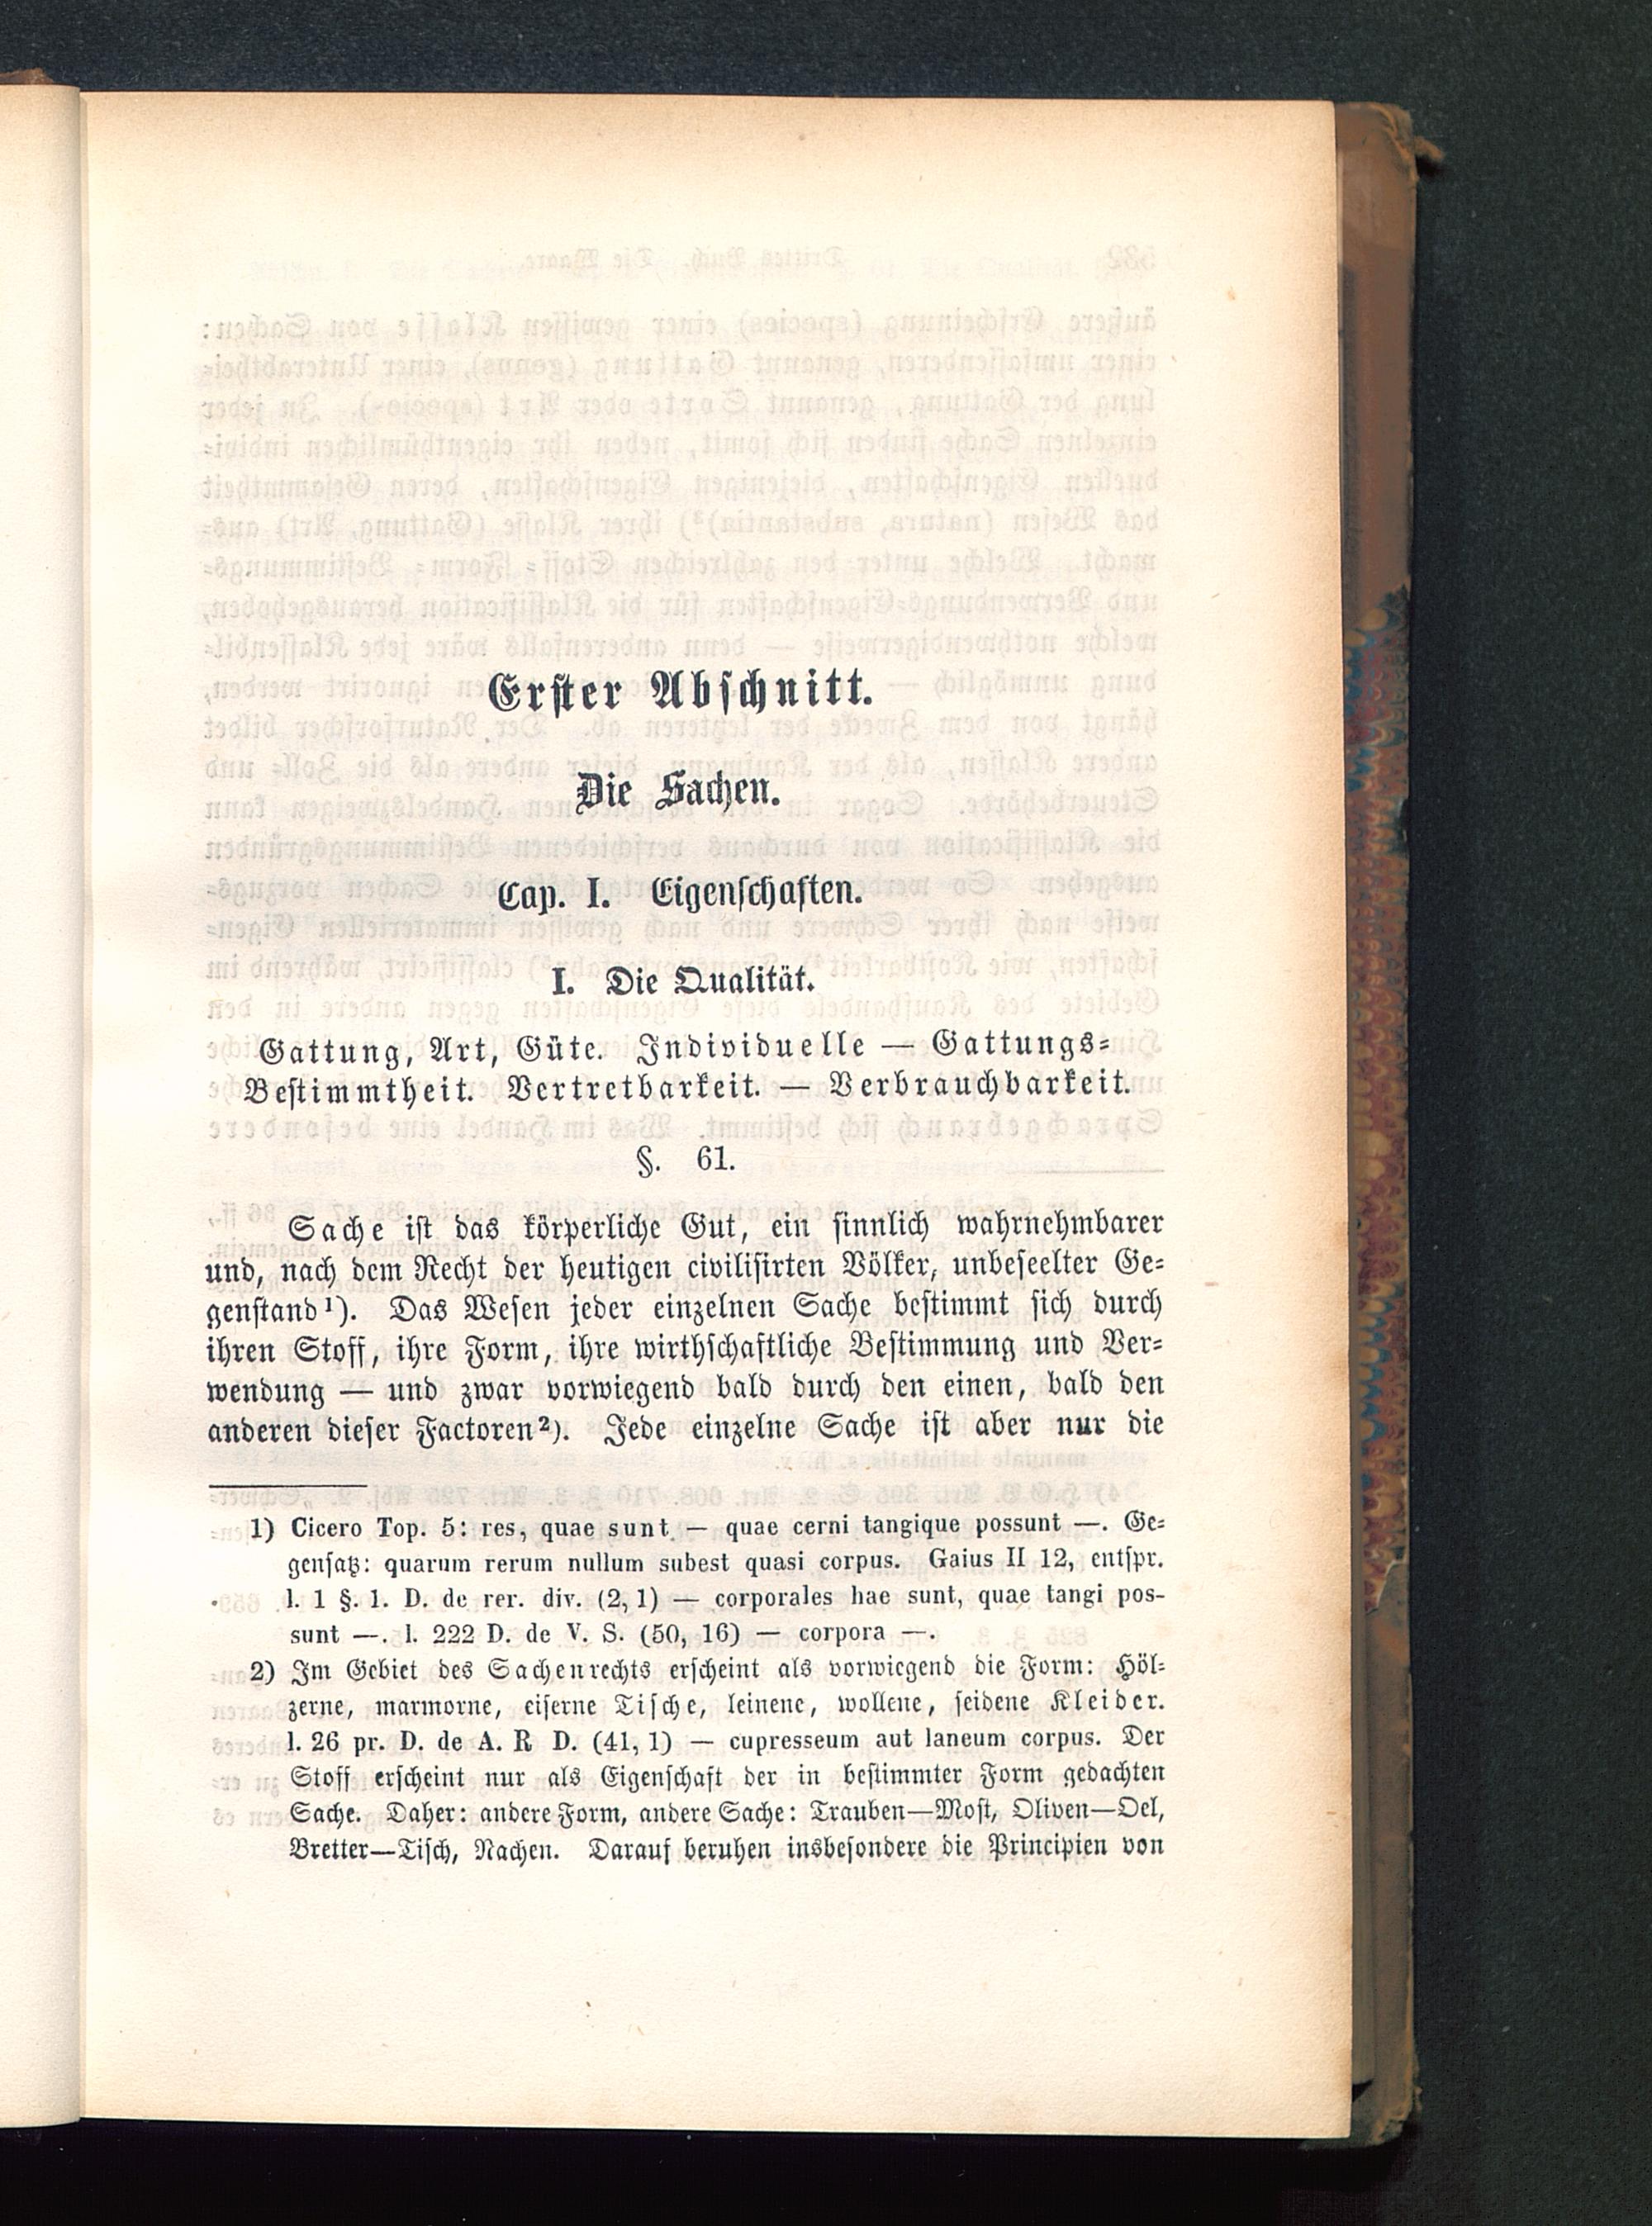 Erster Abschnitt.
Die Sachen.
Cap. I. Eigenschaften.
I. Die Qualität.
Gattung, Art, Güte. Individuelle — Gattungs-
Bestimmtheit. Vertretbarkeit. — Verbrauchbarkeit.
§. 61.
Sache ist das körperliche Gut, ein sinnlich wahrnehmbarer
und, nach dem Recht der heutigen civilisirten Völker, unbeseelter Ge-
genstand¹). Das Wesen jeder einzelnen Sache bestimmt sich durch
ihren Stoff, ihre Form, ihre wirthschaftliche Bestimmung und Ver-
wendung — und zwar vorwiegend bald durch den einen, bald den
anderen dieser Factoren²). Jede einzelne Sache ist aber nur die
1) Cicero Top. 5: res, quae sunt — quae cerni tangique possunt —. Ge-
gensatz: quarum rerum nullum subest quasi corpus. Gaius II 12, entspr.
l. 1 §. 1. D. de rer. div. (2, 1) — corporales hae sunt, quae tangi pos-
sunt —. l. 222 D. de V. S. (50, 16) — corpora —.
2) Im Gebiet des Sachenrechts erscheint als vorwiegend die Form: Höl-
zerne, marmorne, eiserne Tische, leinene, wollene, seidene Kleider.
l. 26 pr. D. de A. R D. (41, 1) — cupresseum aut laneum corpus. Der
Stoff erscheint nur als Eigenschaft der in bestimmter Form gedachten
Sache. Daher: andere Form, andere Sache: Trauben—Most, Oliven—Oel,
Bretter—Tisch, Nachen. Darauf beruhen insbesondere die Principien von